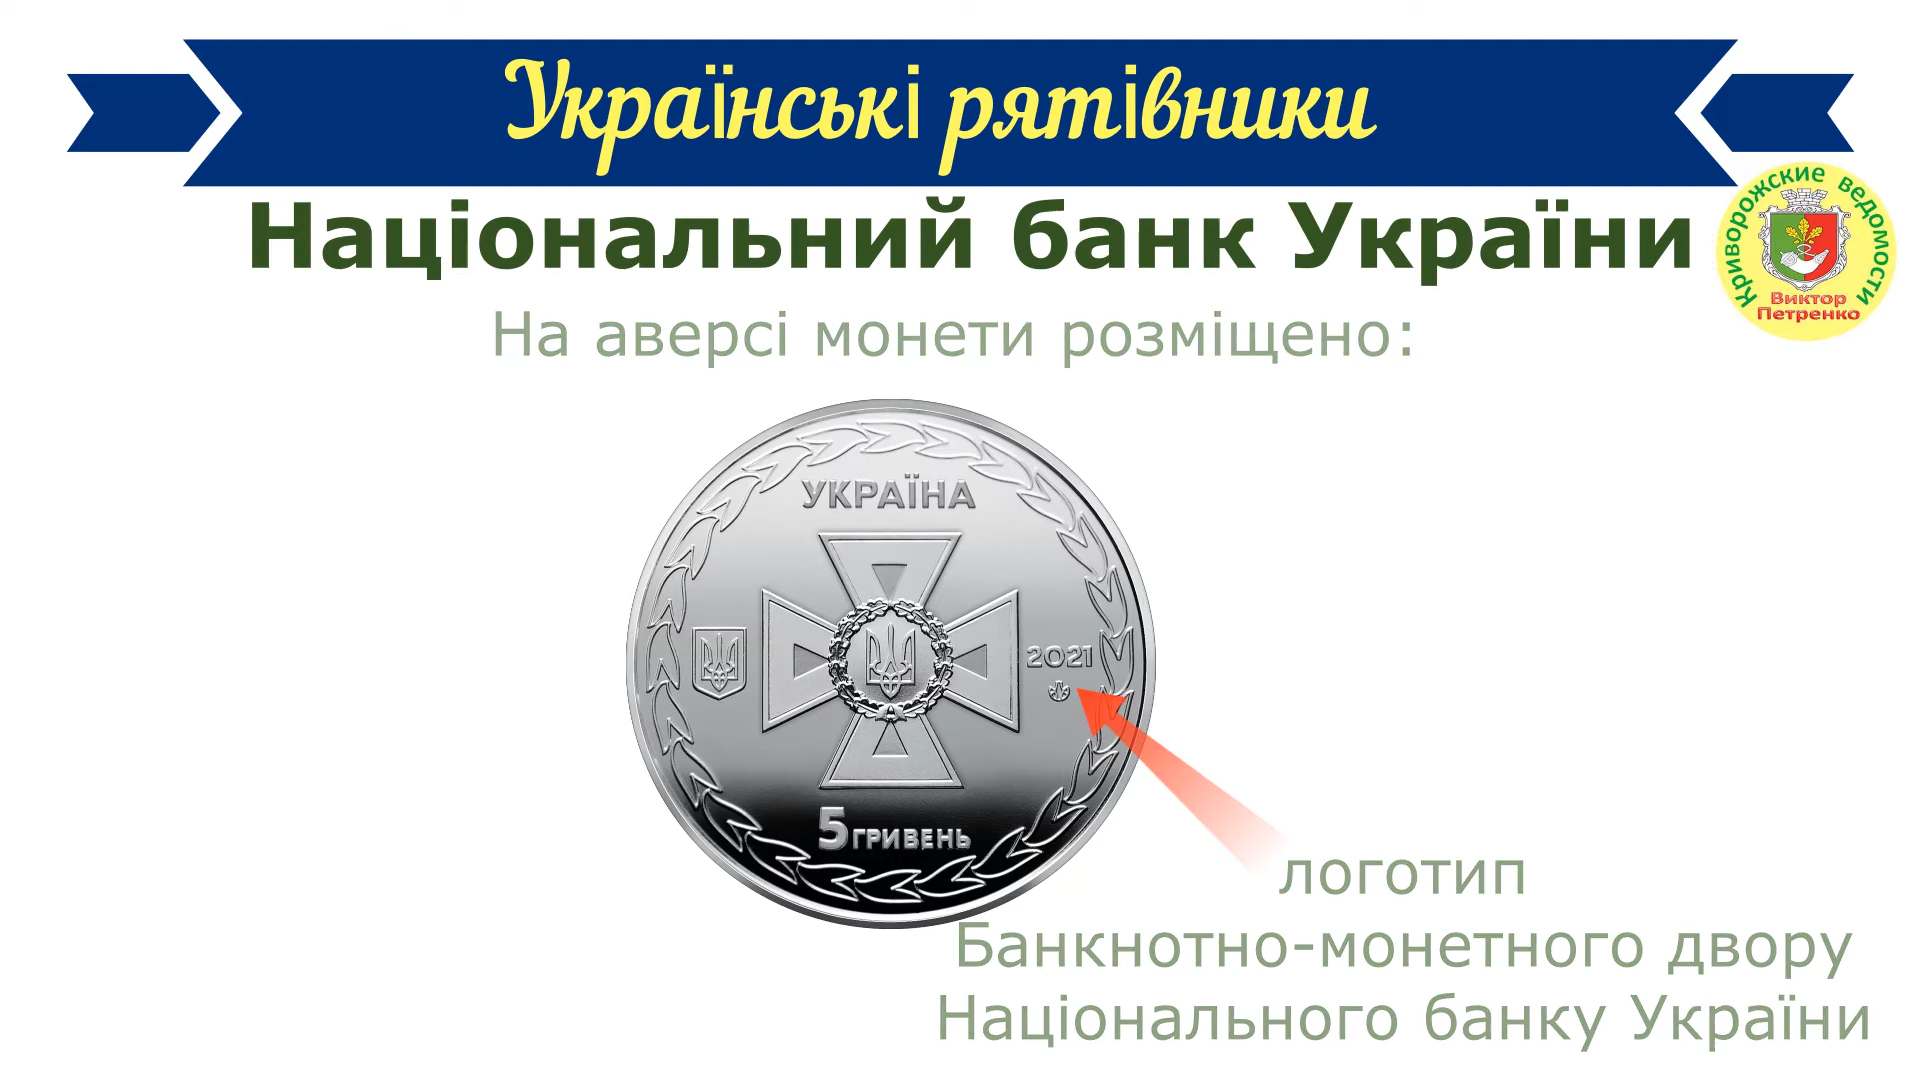 Українські рятівники
Національний банк України
Криворожские ведомости
Виктор
Петренко
На аверсі монети розміщено:
УКРАЇНА
2021
5 ГРИВЕНЬ
логотип
Банкнотно-монетного двору
Національного банку України